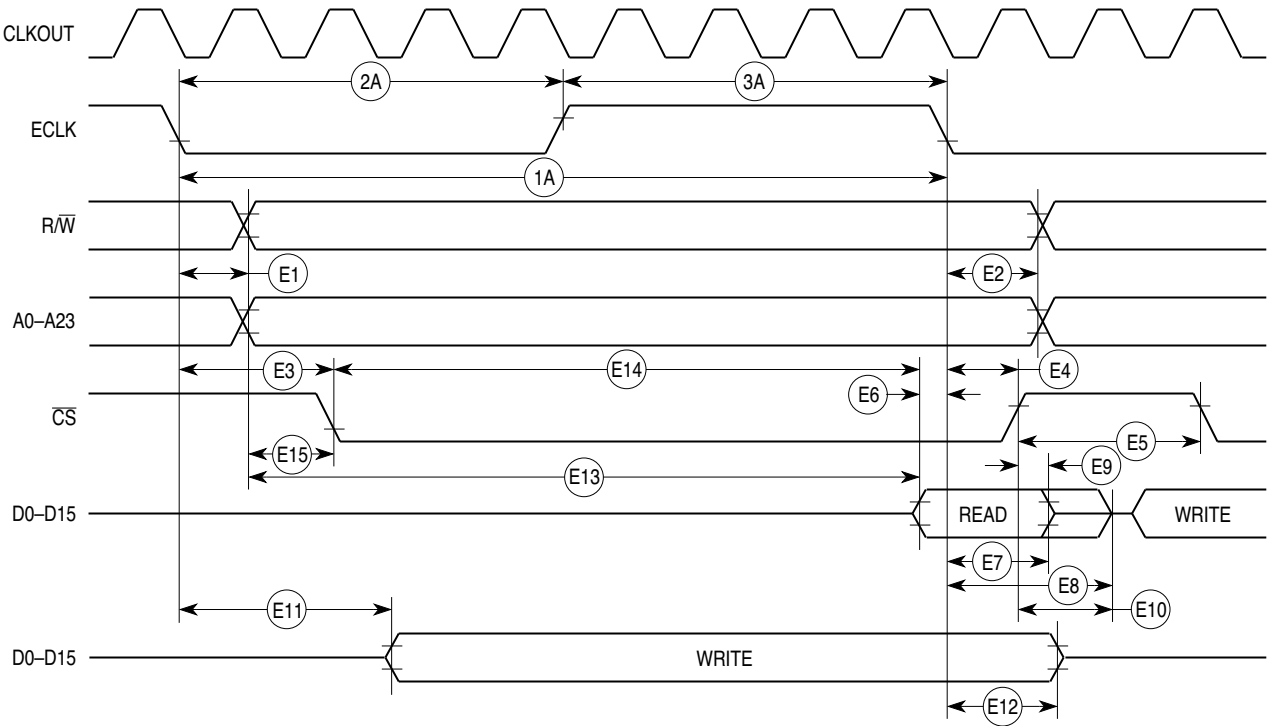 CLKOUT
2A
3A
ECLK
1A
R/W̅
E1
E2
A0–A23
E3
E14
E4
E6
C̅S̅
E15
E5
E13
E9
D0–D15
READ
WRITE
E7
E8
E11
E10
D0–D15
WRITE
E12